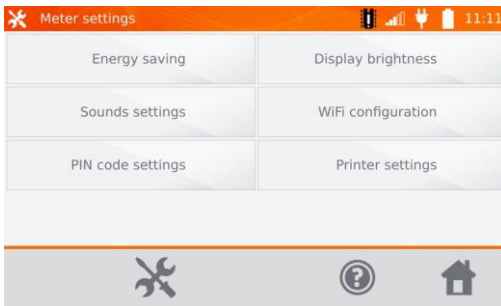 Meter settings 11:11
Energy saving Display brightness
Sounds settings WiFi configuration
PIN code settings Printer settings